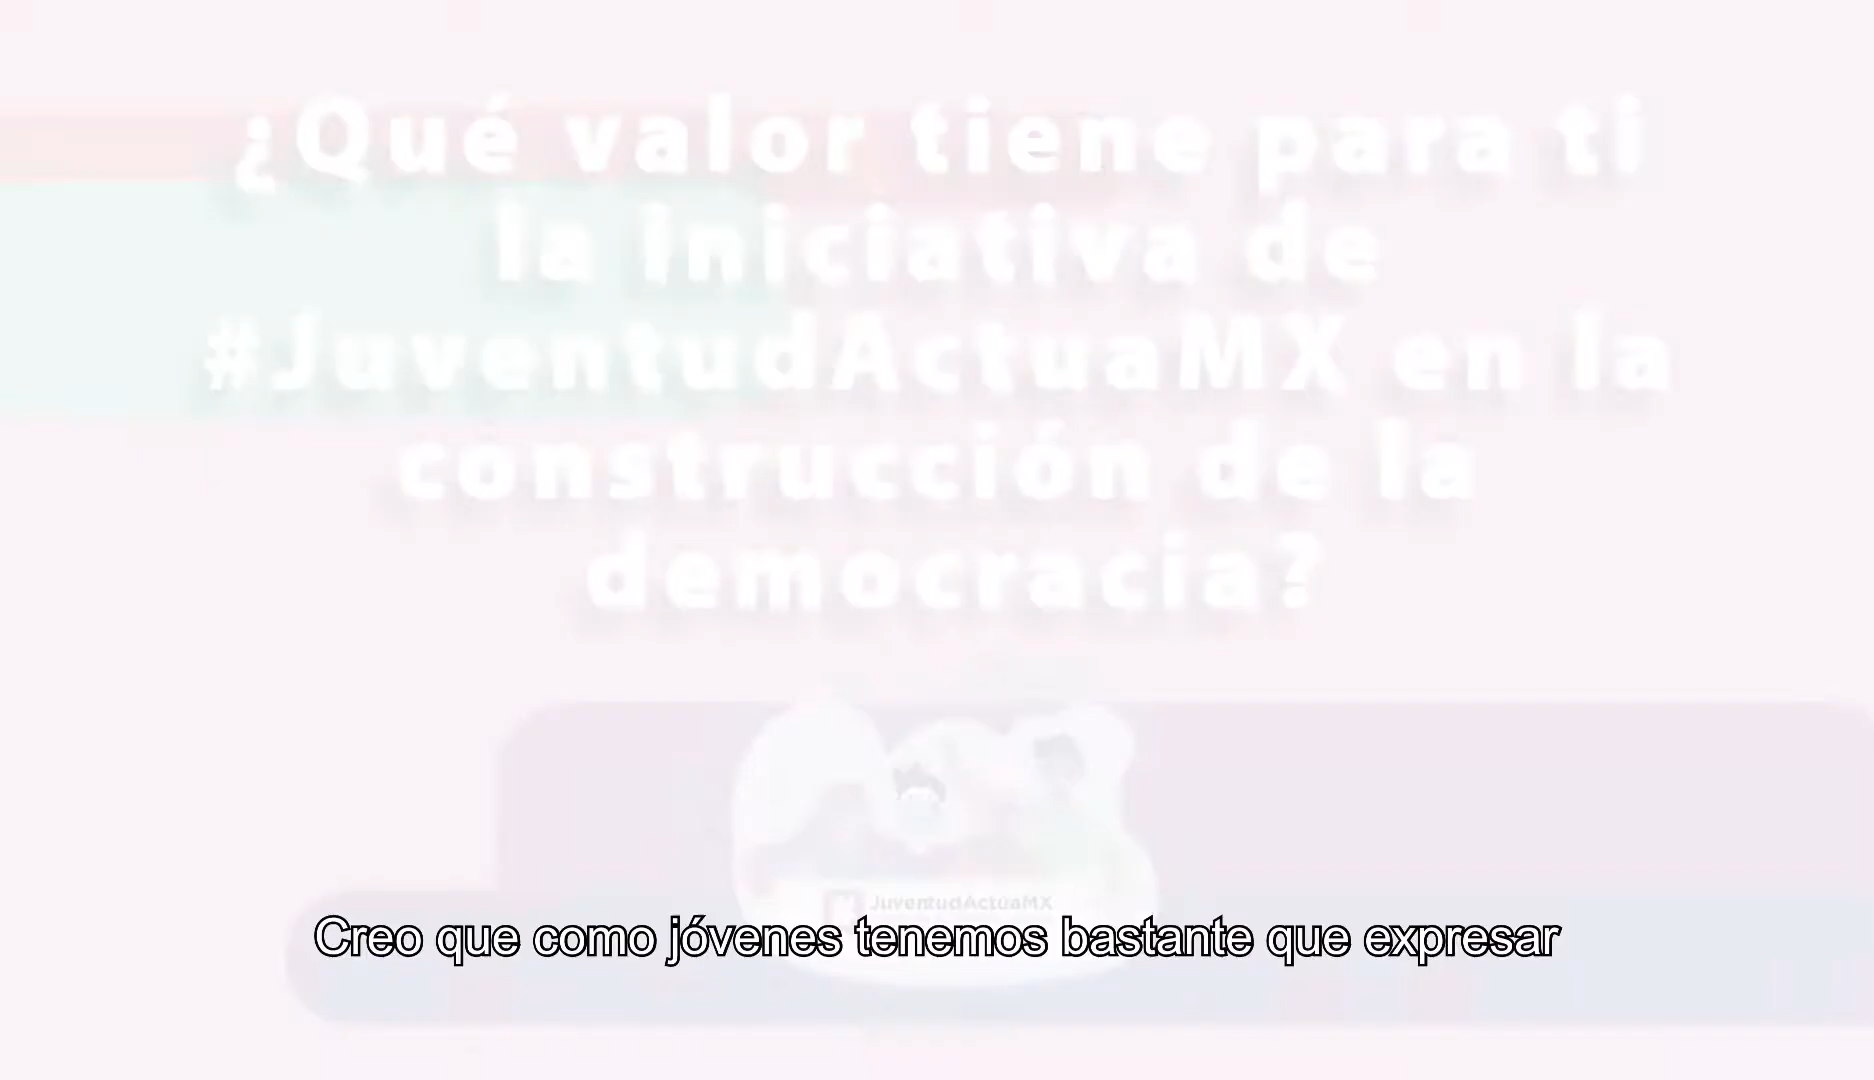 ¿Qué valor tiene para ti
la Iniciativa de
#JuventudActuaMX en la
construcción de la
democracia?
JuventudActúaMX
Creo que como jóvenes tenemos bastante que expresar